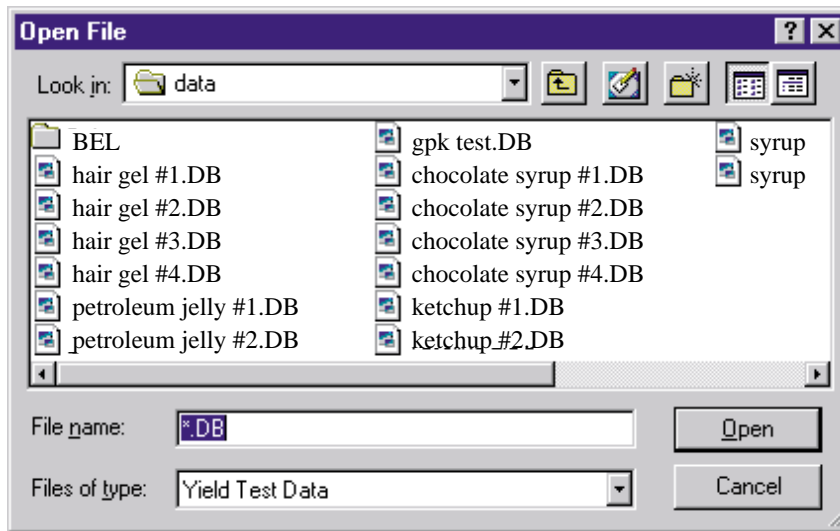 Open File
Look in: data
BEL
hair gel #1.DB
hair gel #2.DB
hair gel #3.DB
hair gel #4.DB
petroleum jelly #1.DB
petroleum jelly #2.DB
gpk test.DB
chocolate syrup #1.DB
chocolate syrup #2.DB
chocolate syrup #3.DB
chocolate syrup #4.DB
ketchup #1.DB
ketchup #2.DB
syrup
syrup
File name: *.DB
Open
Files of type: Yield Test Data
Cancel